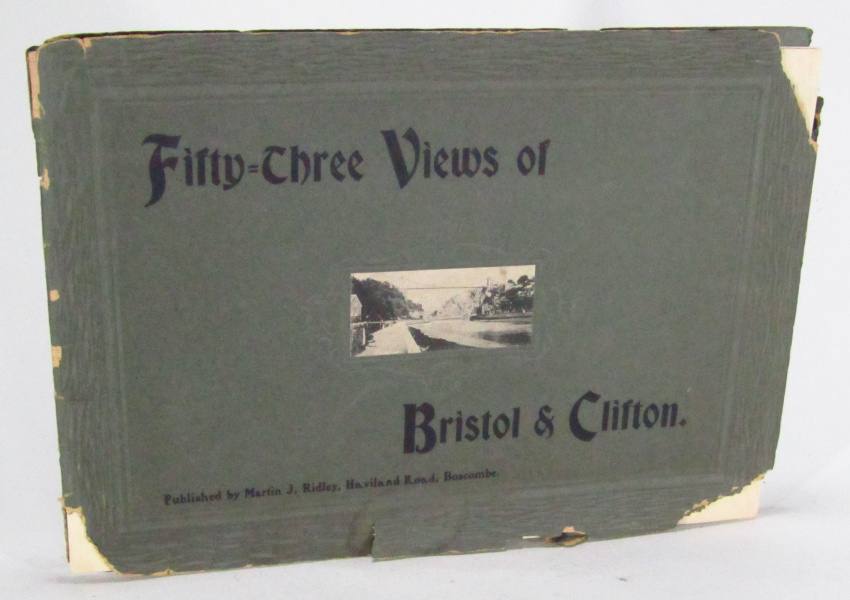 Fifty=Three Views of
Bristol & Clifton.
Published by Martin J. Ridley, Haviland Road, Boscombe.